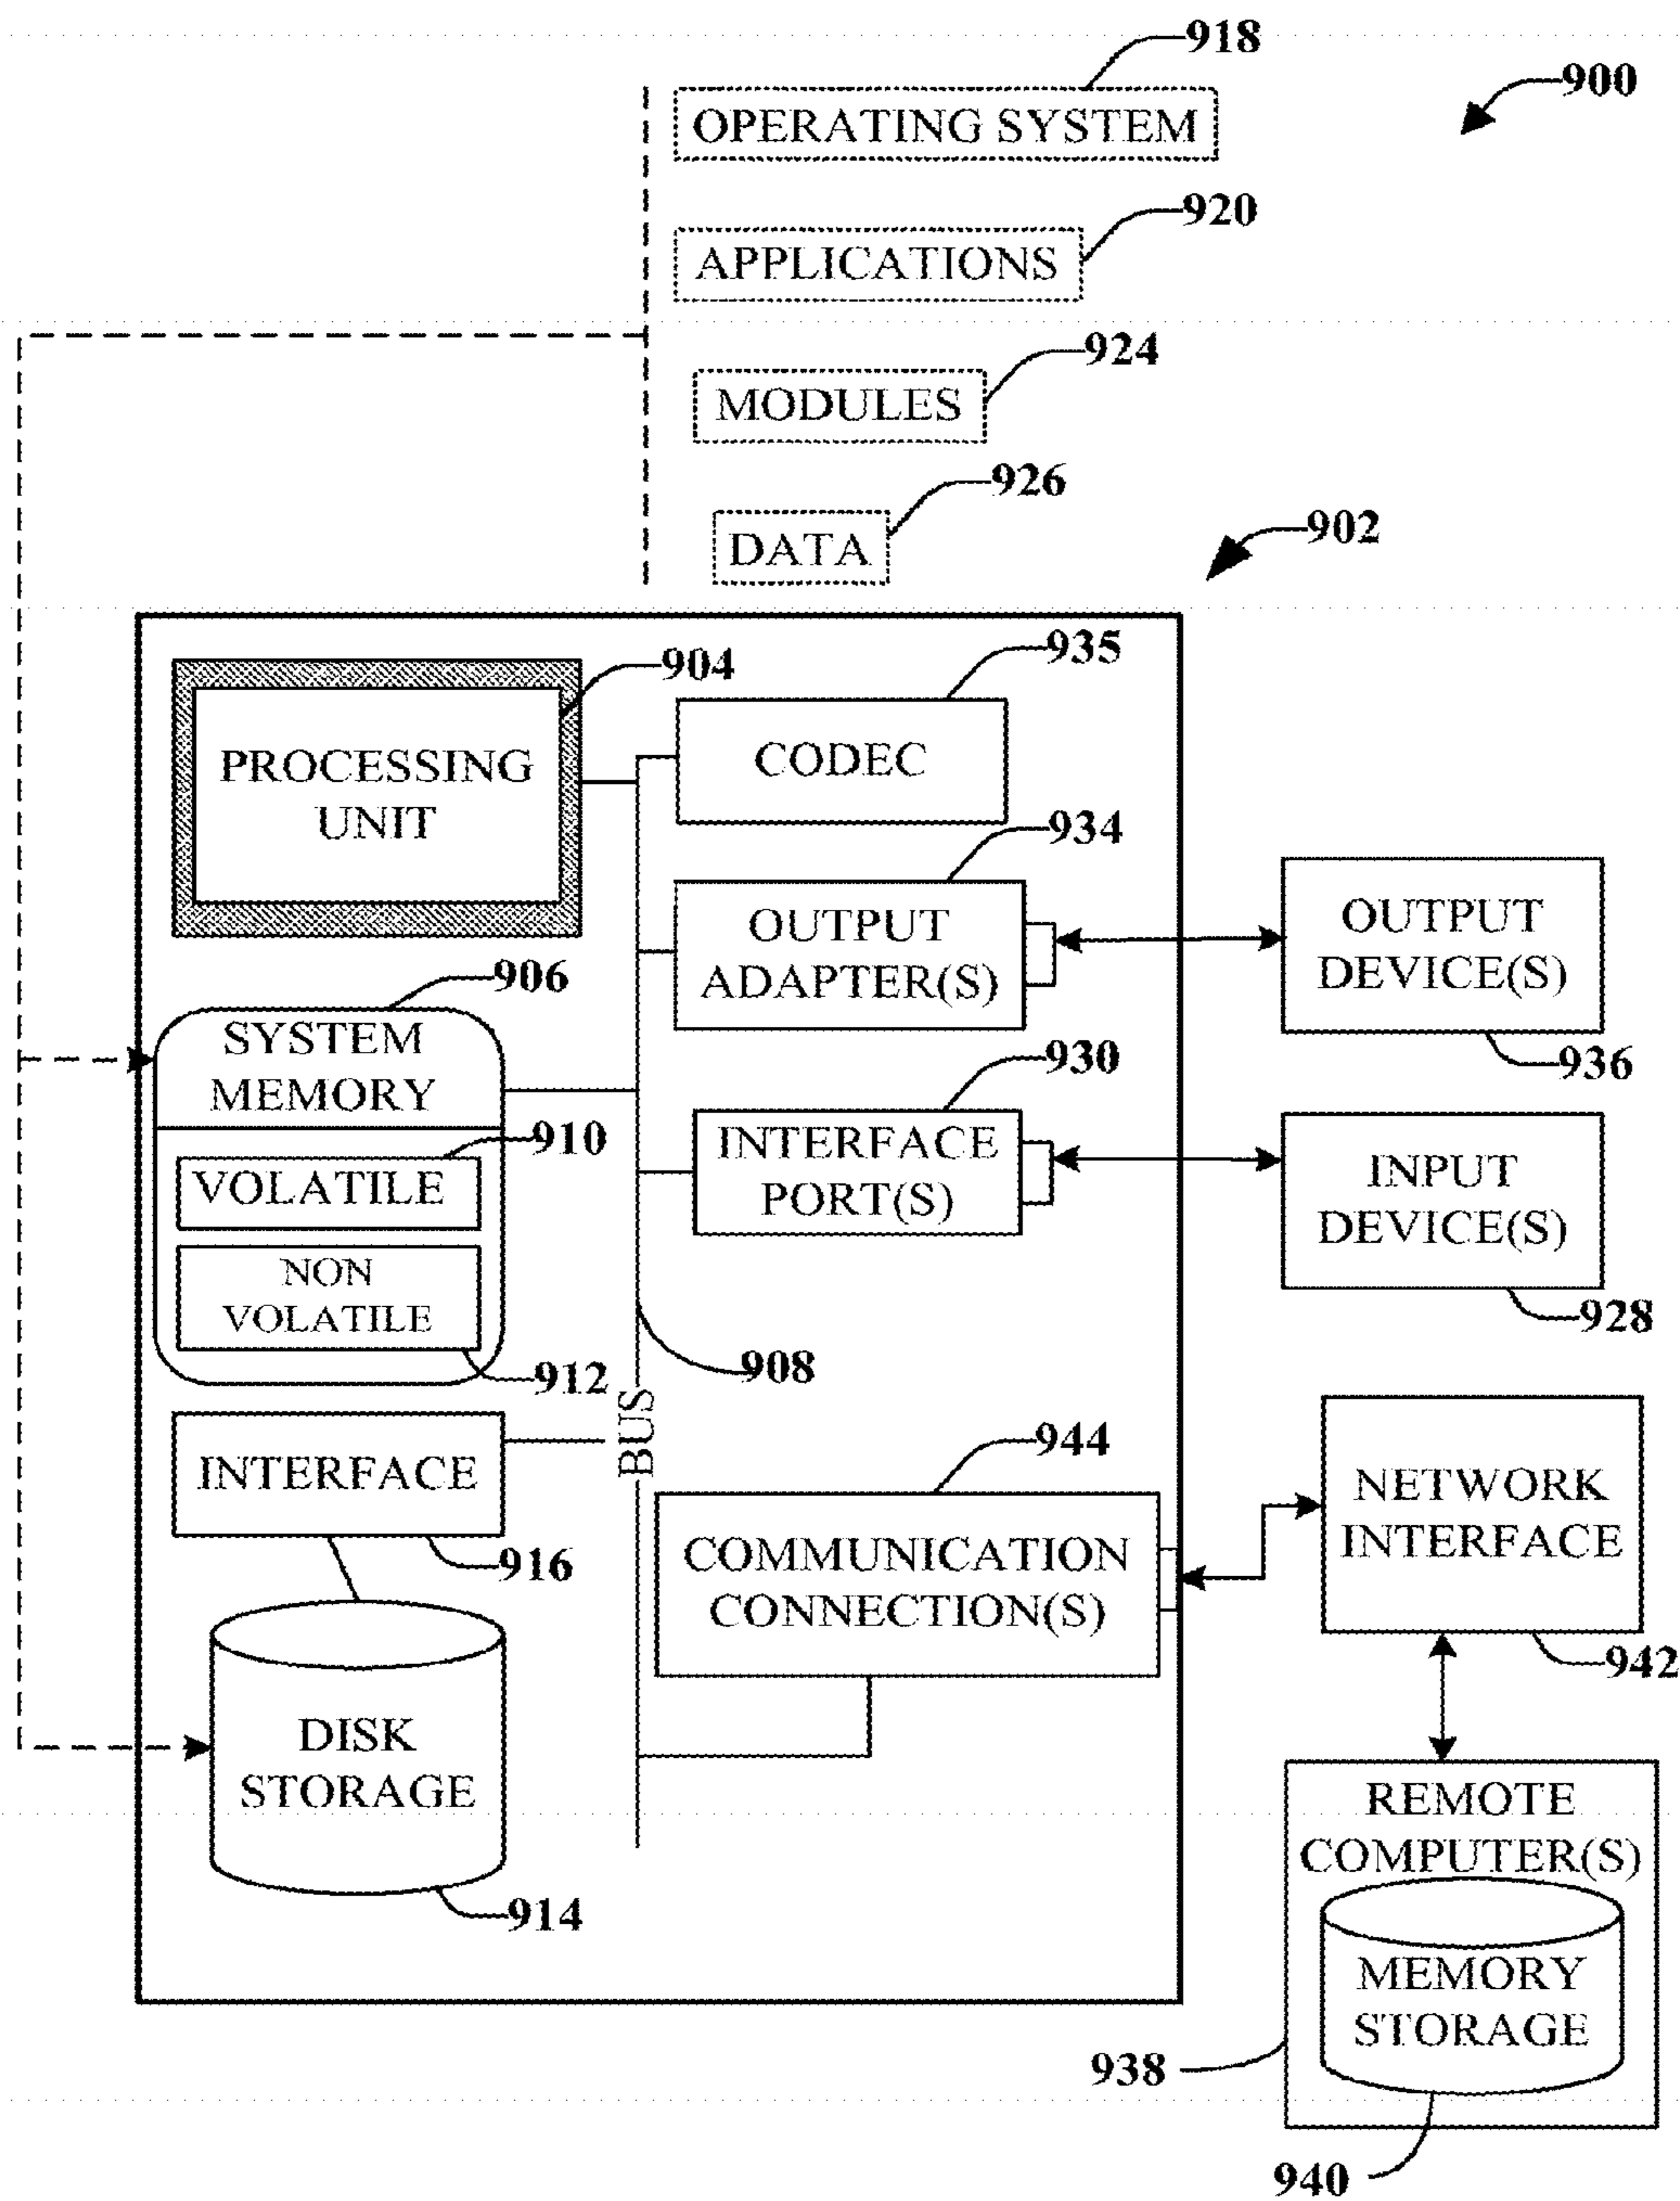 918
900
OPERATING SYSTEM
920
APPLICATIONS
924
MODULES
926
DATA
902
904
PROCESSING
UNIT
935
CODEC
934
OUTPUT
ADAPTER(S)
OUTPUT
DEVICE(S)
936
906
SYSTEM
MEMORY
910
VOLATILE
NON
VOLATILE
912
930
INTERFACE
PORT(S)
INPUT
DEVICE(S)
928
908
BUS
INTERFACE
916
944
COMMUNICATION
CONNECTION(S)
NETWORK
INTERFACE
942
DISK
STORAGE
914
REMOTE
COMPUTER(S)
MEMORY
STORAGE
938
940